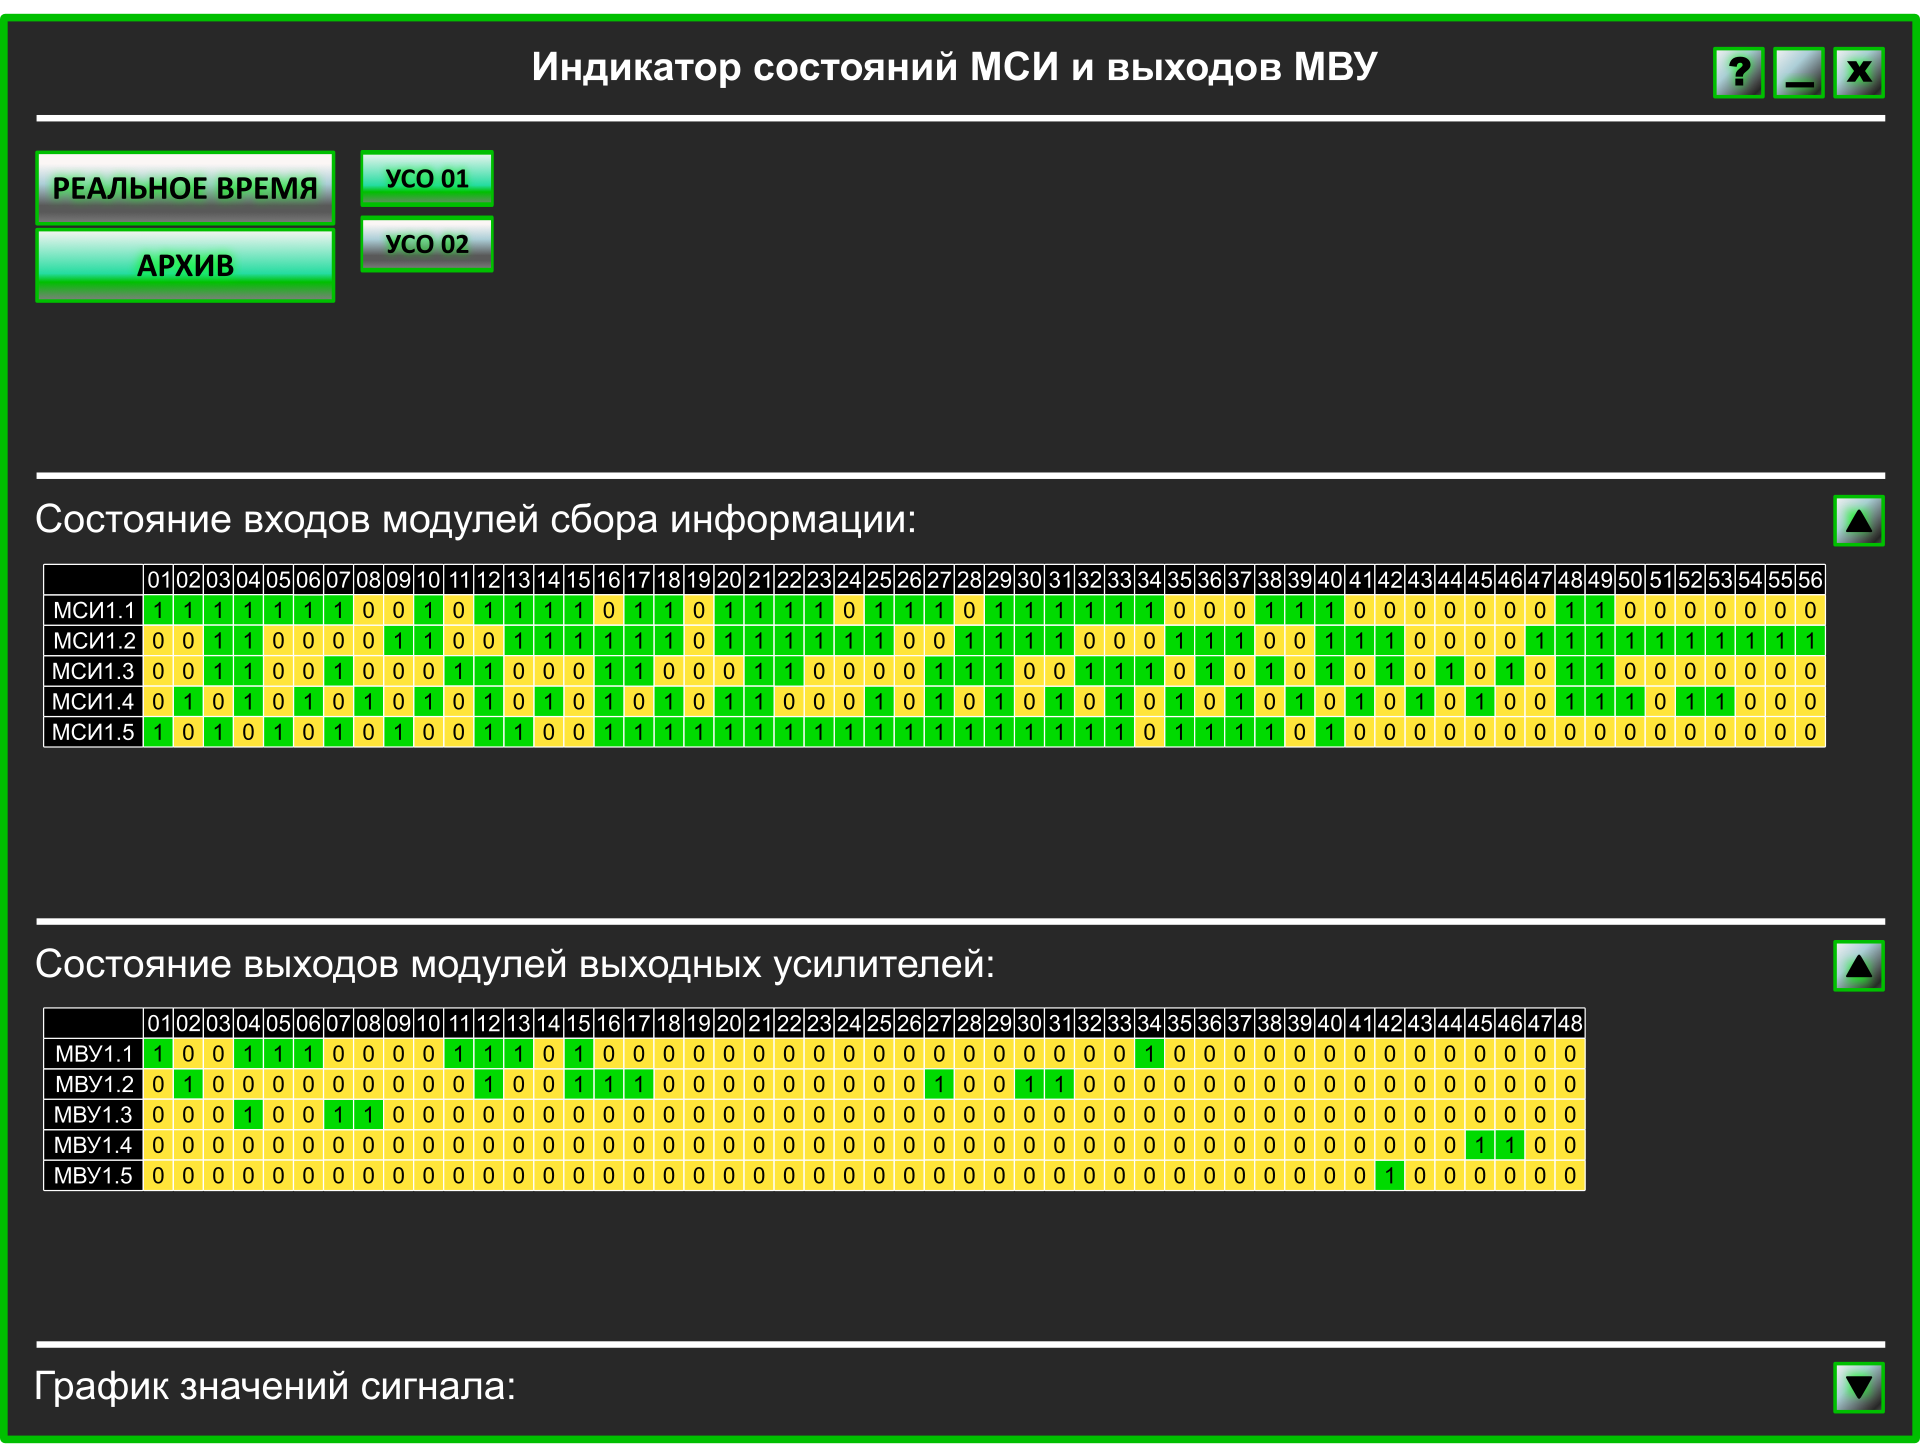 Индикатор состояний МСИ и выходов МВУ
? _ X
РЕАЛЬНОЕ ВРЕМЯ
УСО 01
АРХИВ
УСО 02
Состояние входов модулей сбора информации:
01 02 03 04 05 06 07 08 09 10 11 12 13 14 15 16 17 18 19 20 21 22 23 24 25 26 27 28 29 30 31 32 33 34 35 36 37 38 39 40 41 42 43 44 45 46 47 48 49 50 51 52 53 54 55 56
МСИ1.1 1 1 1 1 1 1 1 0 0 1 0 1 1 1 1 0 1 1 0 1 1 1 1 0 1 1 1 0 1 1 1 1 1 1 0 0 0 1 1 1 0 0 0 0 0 0 0 1 1 0 0 0 0 0 0 0
МСИ1.2 0 0 1 1 0 0 0 0 1 1 0 0 1 1 1 1 1 1 0 1 1 1 1 1 1 0 0 1 1 1 1 0 0 0 1 1 1 0 0 1 1 1 0 0 0 0 1 1 1 1 1 1 1 1 1 1
МСИ1.3 0 0 1 1 0 0 1 0 0 0 1 1 0 0 0 1 1 0 0 0 1 1 0 0 0 0 1 1 1 0 0 1 1 1 0 1 0 1 0 1 0 1 0 1 0 1 0 1 1 0 0 0 0 0 0 0
МСИ1.4 0 1 0 1 0 1 0 1 0 1 0 1 0 1 0 1 0 1 0 1 1 0 0 0 1 0 1 0 1 0 1 0 1 0 1 0 1 0 1 0 1 0 1 0 1 0 0 1 1 1 0 1 1 0 0 0
МСИ1.5 1 0 1 0 1 0 1 0 1 0 0 1 1 0 0 1 1 1 1 1 1 1 1 1 1 1 1 1 1 1 1 1 1 0 1 1 1 1 0 1 0 0 0 0 0 0 0 0 0 0 0 0 0 0 0 0
Состояние выходов модулей выходных усилителей:
01 02 03 04 05 06 07 08 09 10 11 12 13 14 15 16 17 18 19 20 21 22 23 24 25 26 27 28 29 30 31 32 33 34 35 36 37 38 39 40 41 42 43 44 45 46 47 48
МВУ1.1 1 0 0 1 1 1 0 0 0 0 1 1 1 0 1 0 0 0 0 0 0 0 0 0 0 0 0 0 0 0 0 0 0 1 0 0 0 0 0 0 0 0 0 0 0 0 0 0
МВУ1.2 0 1 0 0 0 0 0 0 0 0 0 1 0 0 1 1 1 0 0 0 0 0 0 0 0 0 1 0 0 1 1 0 0 0 0 0 0 0 0 0 0 0 0 0 0 0 0 0
МВУ1.3 0 0 0 1 0 0 1 1 0 0 0 0 0 0 0 0 0 0 0 0 0 0 0 0 0 0 0 0 0 0 0 0 0 0 0 0 0 0 0 0 0 0 0 0 0 0 0 0
МВУ1.4 0 0 0 0 0 0 0 0 0 0 0 0 0 0 0 0 0 0 0 0 0 0 0 0 0 0 0 0 0 0 0 0 0 0 0 0 0 0 0 0 0 0 0 0 1 1 0 0
МВУ1.5 0 0 0 0 0 0 0 0 0 0 0 0 0 0 0 0 0 0 0 0 0 0 0 0 0 0 0 0 0 0 0 0 0 0 0 0 0 0 0 0 0 1 0 0 0 0 0 0
График значений сигнала: